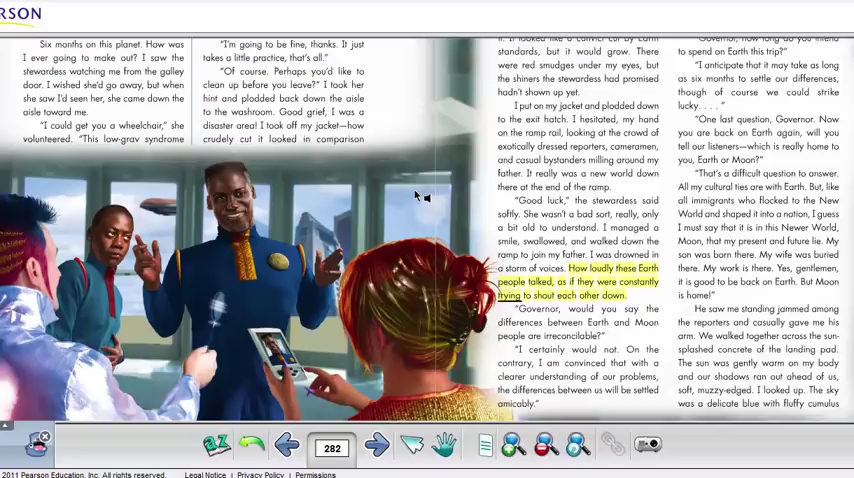 RSON
Six months on this planet. How was
I ever going to make out? I saw the
stewardess watching me from the galley
door. I wished she'd go away, but when
she saw I'd seen her, she came down the
aisle toward me.
"I could get you a wheelchair," she
volunteered. "This low-grav syndrome
"I'm going to be fine, thanks. It just
takes a little practice, that's all."
"Of course. Perhaps you'd like to
clean up before you leave?" I took her
hint and plodded back down the aisle
to the washroom. Good grief, I was a
disaster area! I took off my jacket—how
crudely cut it looked in comparison
it. It looked like a convict cut by Earth
standards, but it would grow. There
were red smudges under my eyes, but
the shiners the stewardess had promised
hadn't shown up yet.
I put on my jacket and plodded down
to the exit hatch. I hesitated, my hand
on the ramp rail, looking at the crowd of
exotically dressed reporters, cameramen,
and casual bystanders milling around my
father. It really was a new world down
there at the end of the ramp.
"Good luck," the stewardess said
softly. She wasn't a bad sort, really, only
a bit old to understand. I managed a
smile, swallowed, and walked down the
ramp to join my father. I was drowned in
a storm of voices. How loudly these Earth
people talked, as if they were constantly
trying to shout each other down.
"Governor, would you say the
differences between Earth and Moon
people are irreconcilable?"
"I certainly would not. On the
contrary, I am convinced that with a
clearer understanding of our problems,
the differences between us will be settled
amicably."
"Governor, how long do you intend
to spend on Earth this trip?"
"I anticipate that it may take as long
as six months to settle our differences,
though of course we could strike
lucky. . . ."
"One last question, Governor. Now
you are back on Earth again, will you
tell our listeners—which is really home to
you, Earth or Moon?"
"That's a difficult question to answer.
All my cultural ties are with Earth. But, like
all immigrants who flocked to the New
World and shaped it into a nation, I guess
I must say that it is in this Newer World,
Moon, that my present and future lie. My
son was born there. My wife was buried
there. My work is there. Yes, gentlemen,
it is good to be back on Earth. But Moon
is home!"
He saw me standing jammed among
the reporters and casually gave me his
arm. We walked together across the sun-
splashed concrete of the landing pad.
The sun was gently warm on my body
and our shadows ran out ahead of us,
soft, muzzy-edged. I looked up. The sky
was a delicate blue with fluffy cumulus
az
282
2011 Pearson Education, Inc. All rights reserved. Legal Notice | Privacy Policy | Permissions